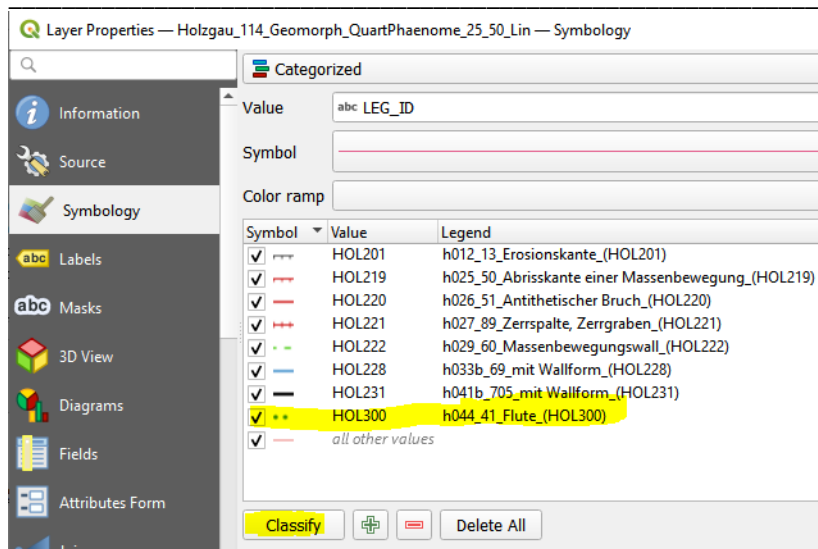 Layer Properties — Holzgau_114_Geomorph_QuartPhaenome_25_50_Lin — Symbology
Categorized
Information
Source
Symbology
abc Labels
abc Masks
3D View
Diagrams
Fields
Attributes Form
Value abc LEG_ID
Symbol
Color ramp
Symbol Value Legend
HOL201 h012_13_Erosionskante_(HOL201)
HOL219 h025_50_Abrisskante einer Massenbewegung_(HOL219)
HOL220 h026_51_Antithetischer Bruch_(HOL220)
HOL221 h027_89_Zerrspalte, Zerrgraben_(HOL221)
HOL222 h029_60_Massenbewegungswall_(HOL222)
HOL228 h033b_69_mit Wallform_(HOL228)
HOL231 h041b_705_mit Wallform_(HOL231)
HOL300 h044_41_Flute_(HOL300)
all other values
Classify Delete All